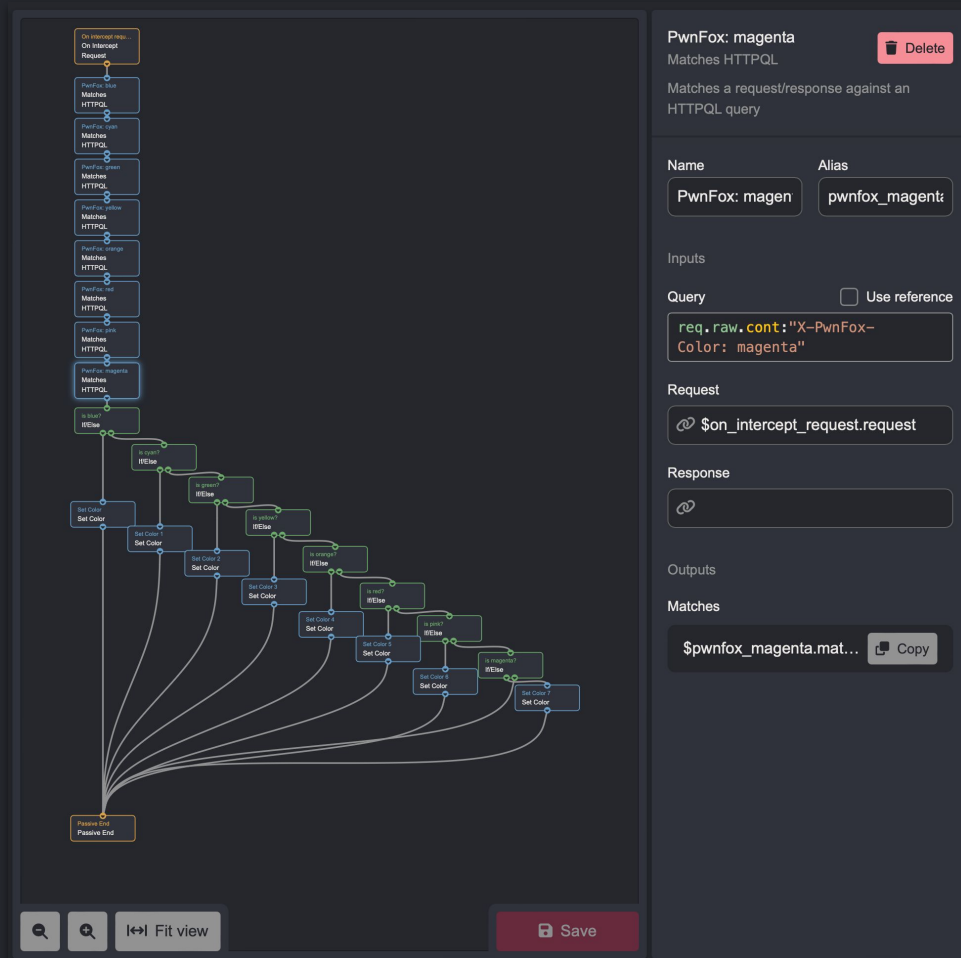 On intercept requ...
On Intercept
Request
PwnFox: blue
Matches
HTTPQL
PwnFox: cyan
Matches
HTTPQL
PwnFox: green
Matches
HTTPQL
PwnFox: yellow
Matches
HTTPQL
PwnFox: orange
Matches
HTTPQL
PwnFox: red
Matches
HTTPQL
PwnFox: pink
Matches
HTTPQL
PwnFox: magenta
Matches
HTTPQL
is blue?
If/Else
is cyan?
If/Else
is green?
If/Else
is yellow?
If/Else
is orange?
If/Else
is red?
If/Else
is pink?
If/Else
is magenta?
If/Else
Set Color
Set Color
Set Color 1
Set Color
Set Color 2
Set Color
Set Color 3
Set Color
Set Color 4
Set Color
Set Color 5
Set Color
Set Color 6
Set Color
Set Color 7
Set Color
Passive End
Passive End
Fit view
Save
PwnFox: magenta
Matches HTTPQL
Delete
Matches a request/response against an
HTTPQL query
Name
Alias
PwnFox: magen
pwnfox_magenta
Inputs
Query
Use reference
req.raw.cont:"X-PwnFox-
Color: magenta"
Request
$on_intercept_request.request
Response
Outputs
Matches
$pwnfox_magenta.mat...
Copy